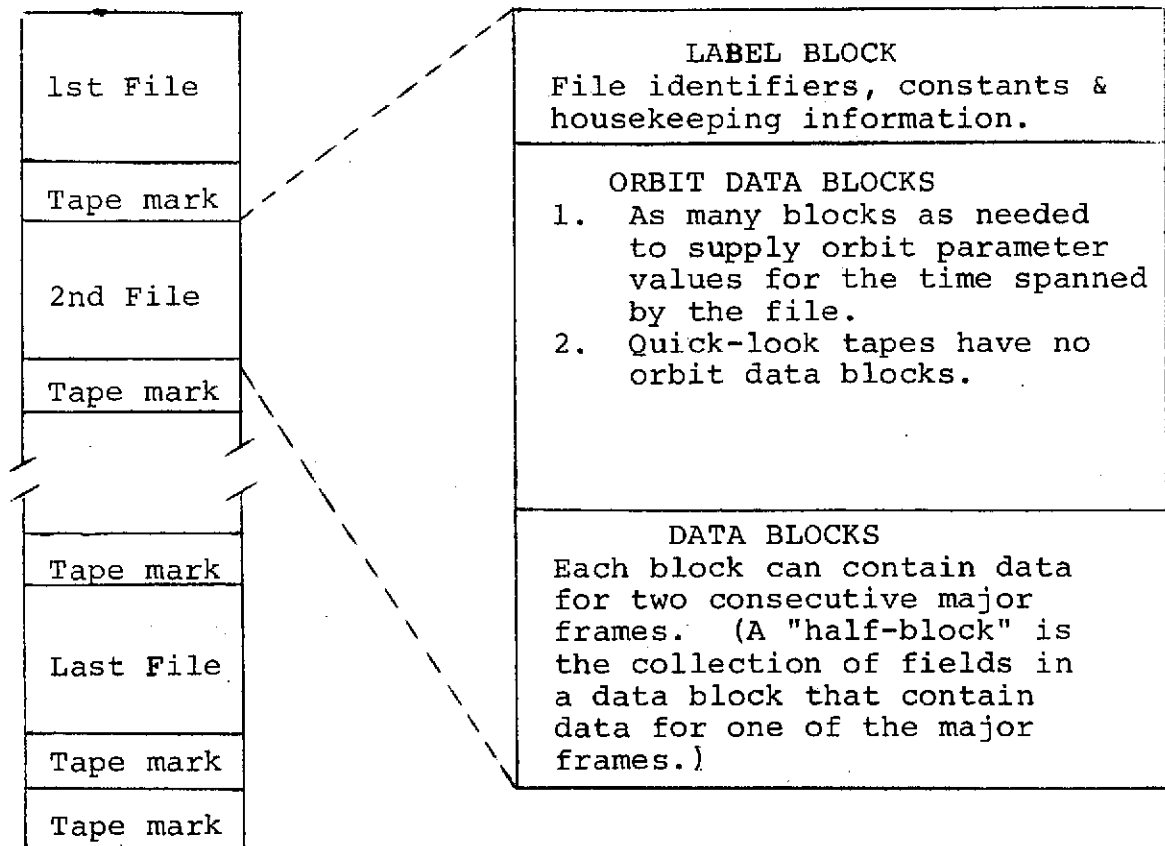 1st File
Tape mark
2nd File
Tape mark
Tape mark
Last File
Tape mark
Tape mark
LABEL BLOCK
File identifiers, constants &
housekeeping information.
ORBIT DATA BLOCKS
1. As many blocks as needed
to supply orbit parameter
values for the time spanned
by the file.
2. Quick-look tapes have no
orbit data blocks.
DATA BLOCKS
Each block can contain data
for two consecutive major
frames. (A "half-block" is
the collection of fields in
a data block that contain
data for one of the major
frames.)